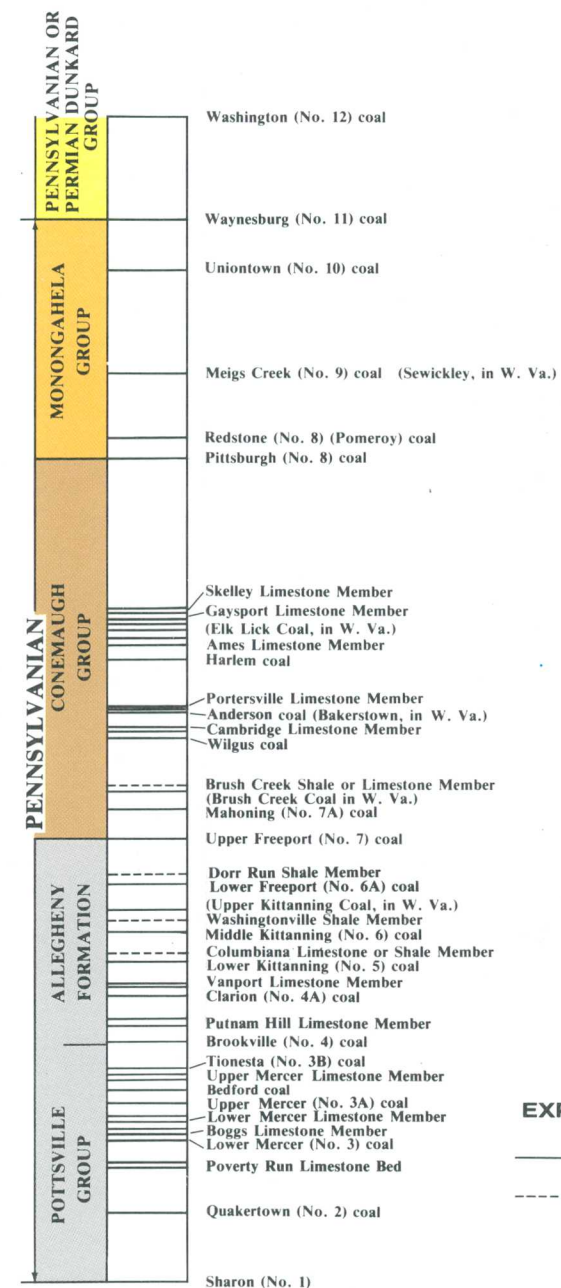 PENNSYLVANIAN OR
PERMIAN DUNKARD
GROUP
MONONGAHELA
GROUP
PENNSYLVANIAN
CONEMAUGH
GROUP
ALLEGHENY
FORMATION
POTTSVILLE
GROUP
Washington (No. 12) coal
Waynesburg (No. 11) coal
Uniontown (No. 10) coal
Meigs Creek (No. 9) coal (Sewickley, in W. Va.)
Redstone (No. 8) (Pomeroy) coal
Pittsburgh (No. 8) coal
Skelley Limestone Member
Gaysport Limestone Member
(Elk Lick Coal, in W. Va.)
Ames Limestone Member
Harlem coal
Portersville Limestone Member
Anderson coal (Bakerstown, in W. Va.)
Cambridge Limestone Member
Wilgus coal
Brush Creek Shale or Limestone Member
(Brush Creek Coal in W. Va.)
Mahoning (No. 7A) coal
Upper Freeport (No. 7) coal
Dorr Run Shale Member
Lower Freeport (No. 6A) coal
(Upper Kittanning Coal, in W. Va.)
Washingtonville Shale Member
Middle Kittanning (No. 6) coal
Columbiana Limestone or Shale Member
Lower Kittanning (No. 5) coal
Vanport Limestone Member
Clarion (No. 4A) coal
Putnam Hill Limestone Member
Brookville (No. 4) coal
Tionesta (No. 3B) coal
Upper Mercer Limestone Member
Bedford coal
Upper Mercer (No. 3A) coal
Lower Mercer Limestone Member
Boggs Limestone Member
Lower Mercer (No. 3) coal
Poverty Run Limestone Bed
Quakertown (No. 2) coal
Sharon (No. 1)
EXP